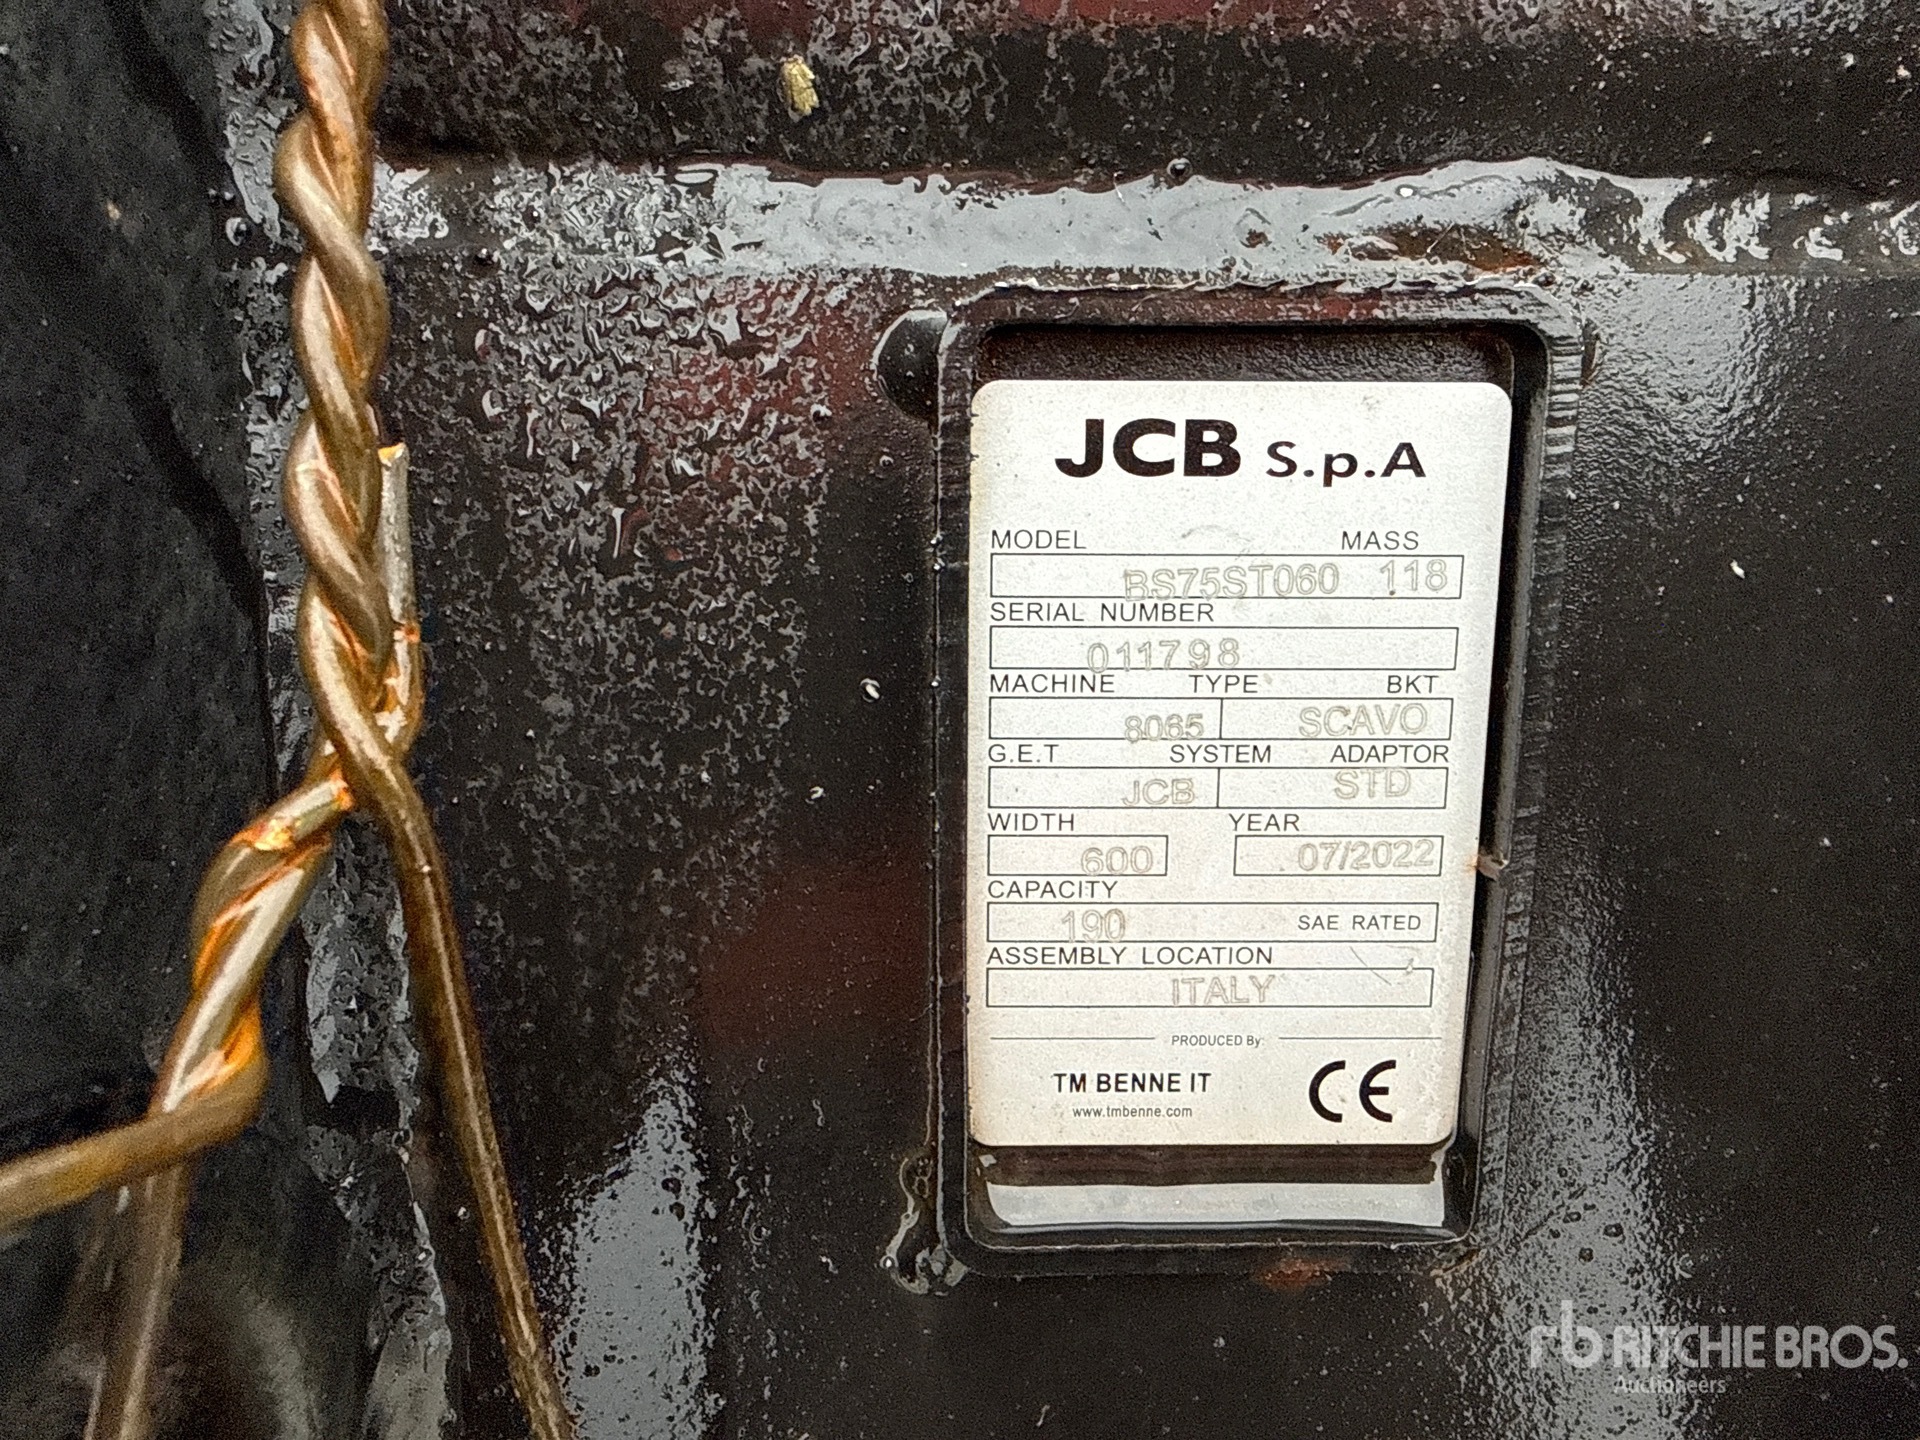 JCB S.p.A
MODEL MASS
BS75ST060 118
SERIAL NUMBER
011798
MACHINE TYPE BKT
8065 SCAVO
G.E.T SYSTEM ADAPTOR
JCB STD
WIDTH YEAR
600 07/2022
CAPACITY
190 SAE RATED
ASSEMBLY LOCATION
ITALY
PRODUCED By:
TM BENNE IT
www.tmbenne.com
CE
rb RITCHIE BROS.
Auctioneers